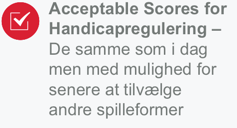 Acceptable Scores for
Handicapregulering –
De samme som i dag
men med mulighed for
senere at tilvælge
andre spilleformer